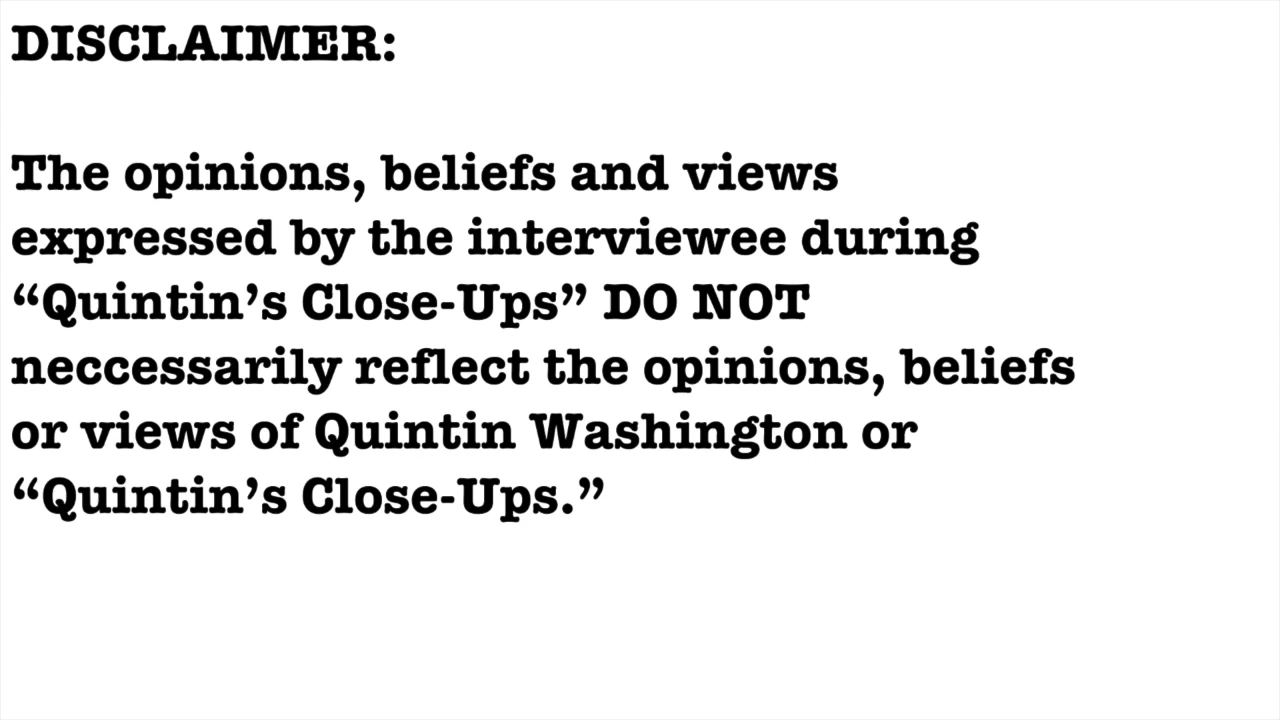 DISCLAIMER:
The opinions, beliefs and views
expressed by the interviewee during
“Quintin’s Close-Ups” DO NOT
neccessarily reflect the opinions, beliefs
or views of Quintin Washington or
“Quintin’s Close-Ups.”